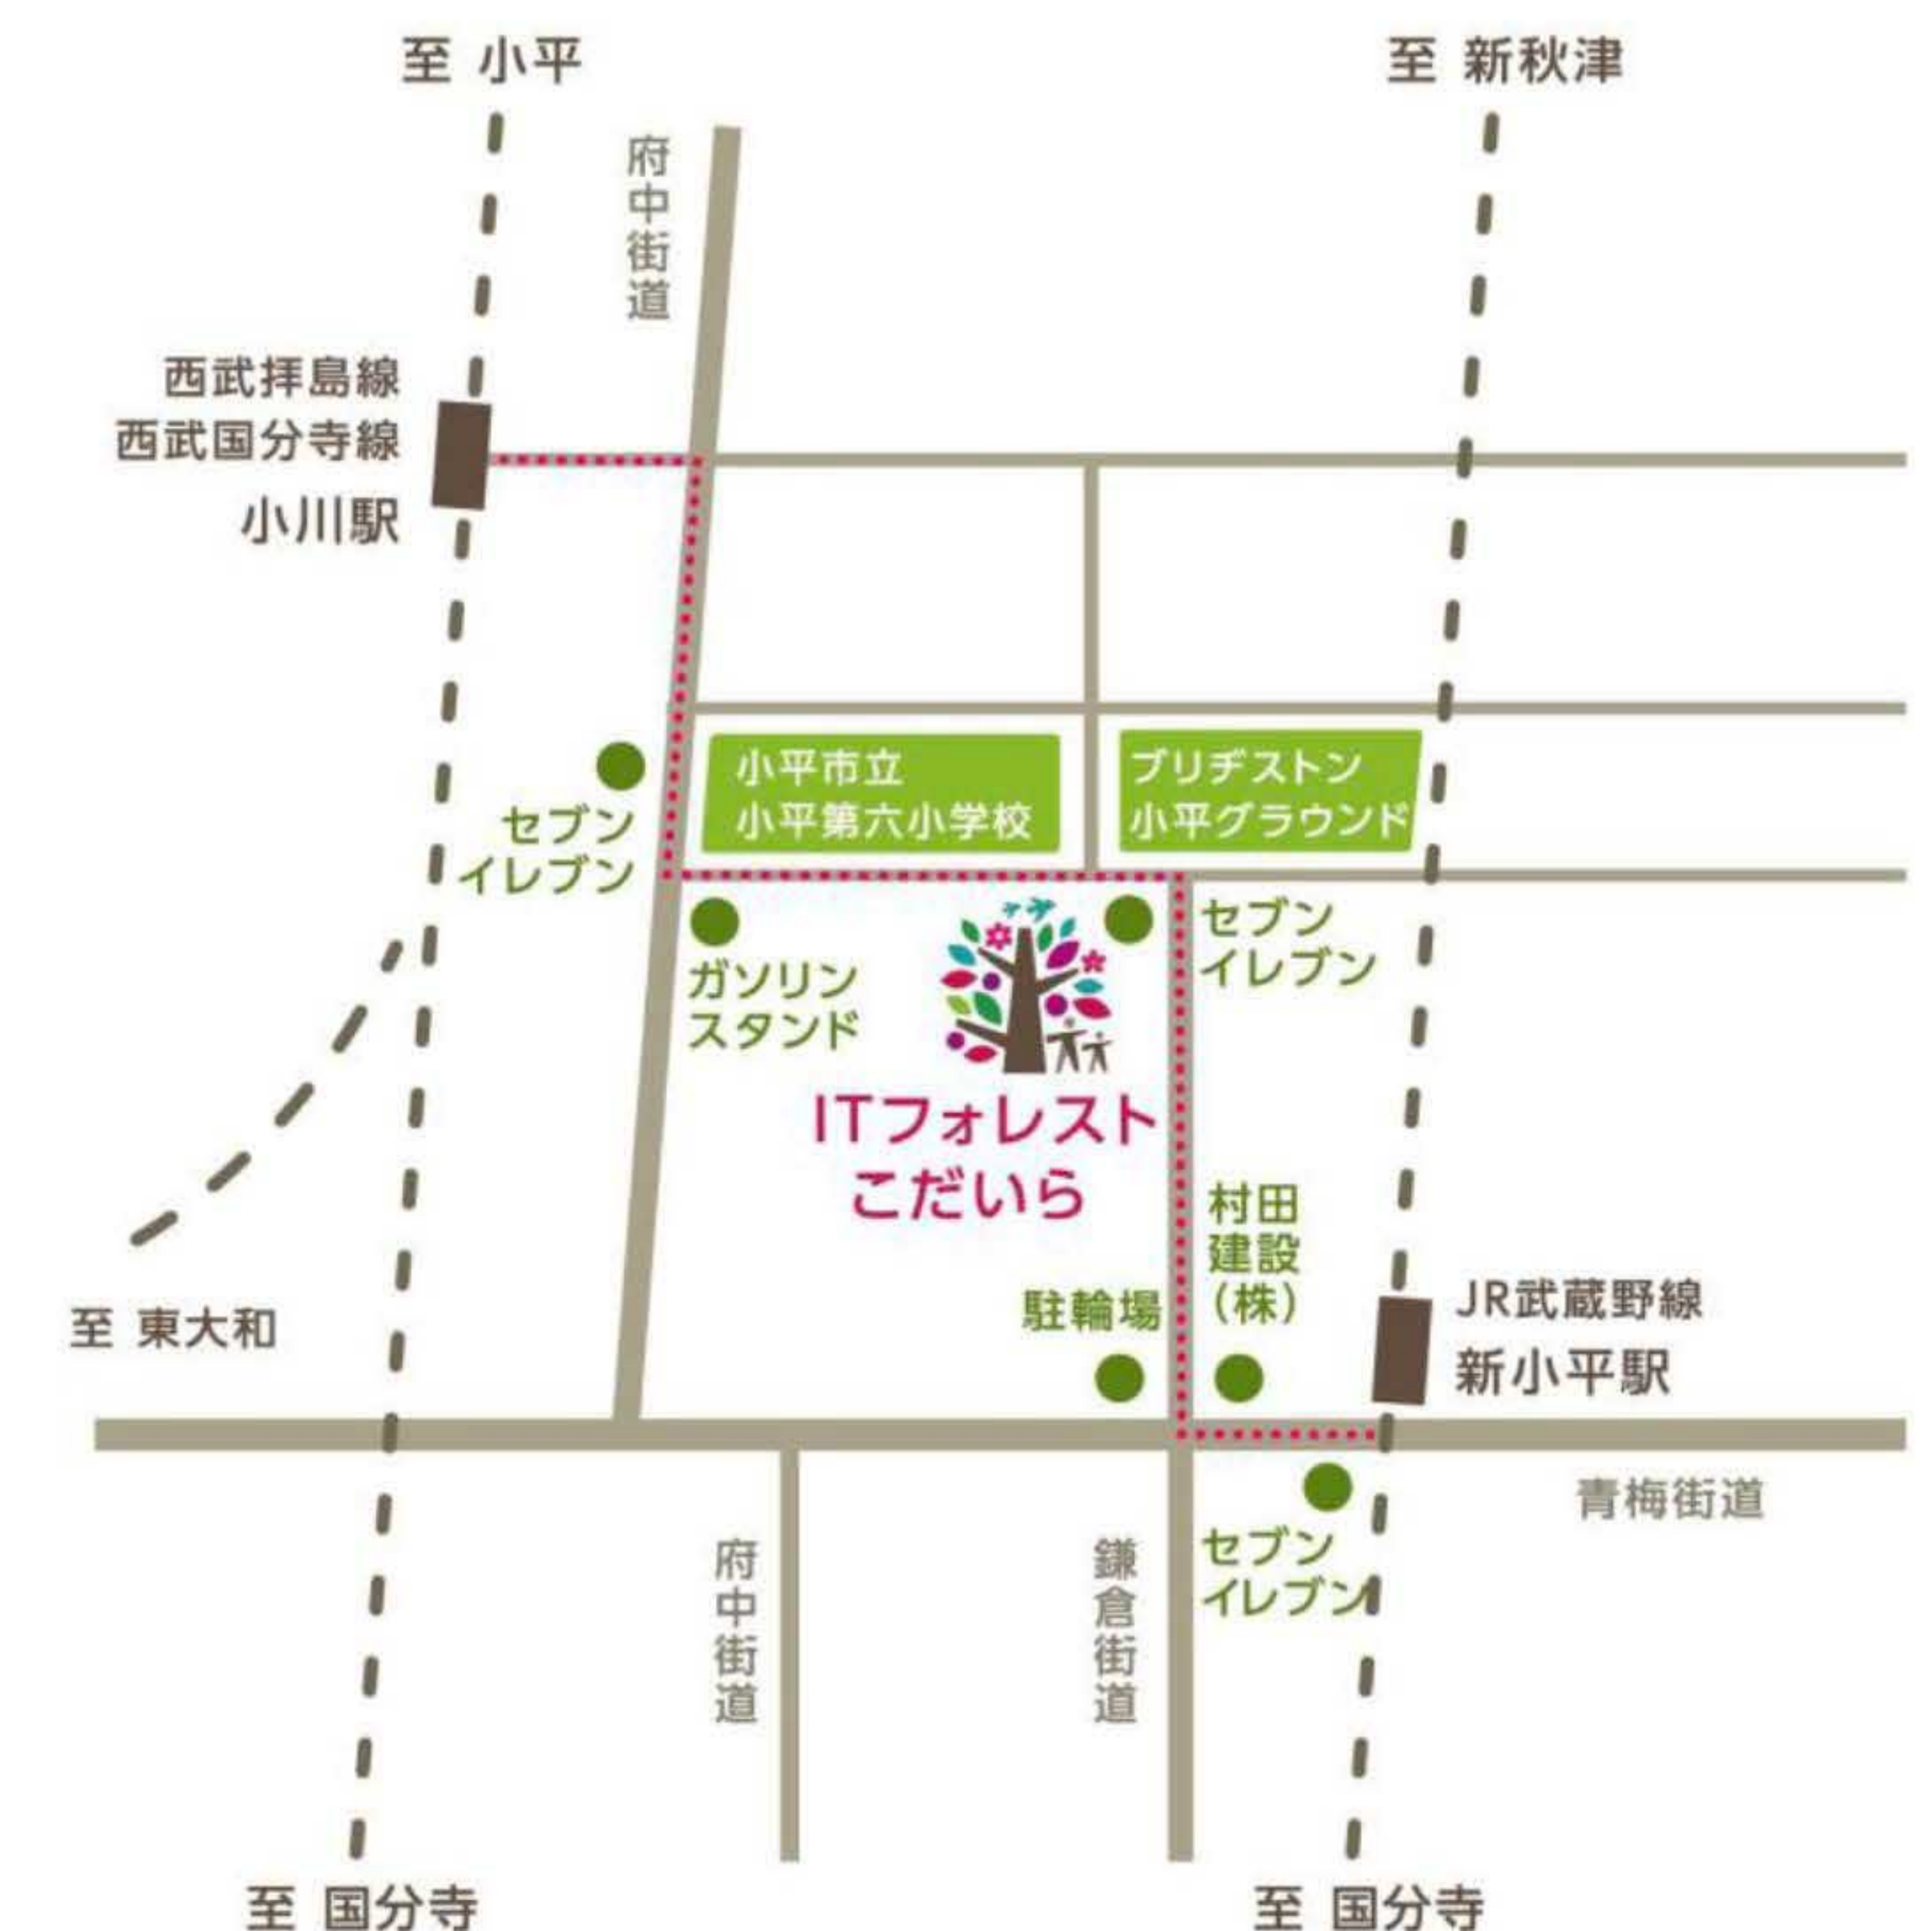 至 小平
至 新秋津
府中街道
西武拝島線
西武国分寺線
小川駅
小平市立
小平第六小学校
ブリヂストン
小平グラウンド
セブン
イレブン
ガソリン
スタンド
セブン
イレブン
ITフォレスト
こだいら
村田
建設
(株)
駐輪場
JR武蔵野線
新小平駅
至 東大和
青梅街道
府中街道
鎌倉街道
セブン
イレブン
至 国分寺
至 国分寺